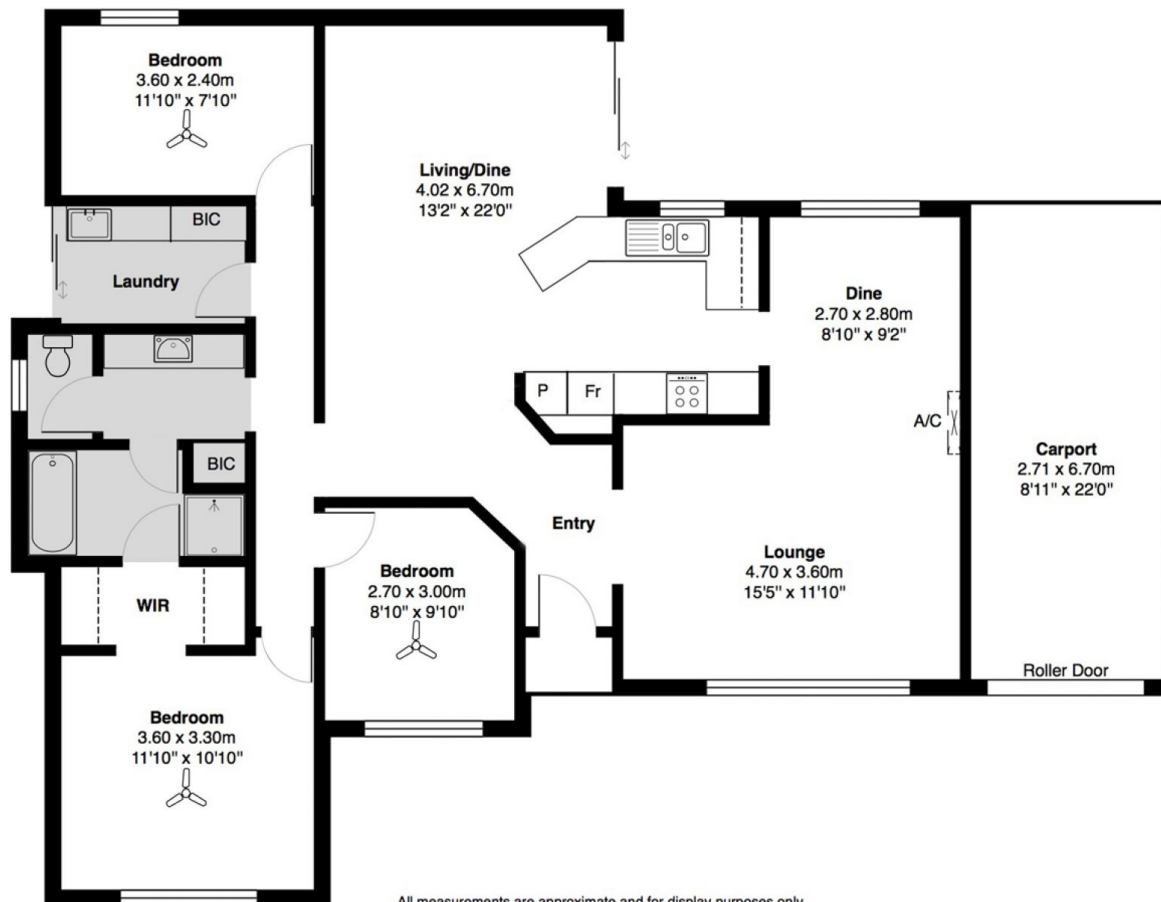 Bedroom
3.60 x 2.40m
11'10" x 7'10"
Living/Dine
4.02 x 6.70m
13'2" x 22'0"
BIC
Laundry
Dine
2.70 x 2.80m
8'10" x 9'2"
P
Fr
A/C
Carport
2.71 x 6.70m
8'11" x 22'0"
BIC
Entry
Lounge
4.70 x 3.60m
15'5" x 11'10"
Bedroom
2.70 x 3.00m
8'10" x 9'10"
WIR
Roller Door
Bedroom
3.60 x 3.30m
11'10" x 10'10"
All measurements are approximate and for display purposes only